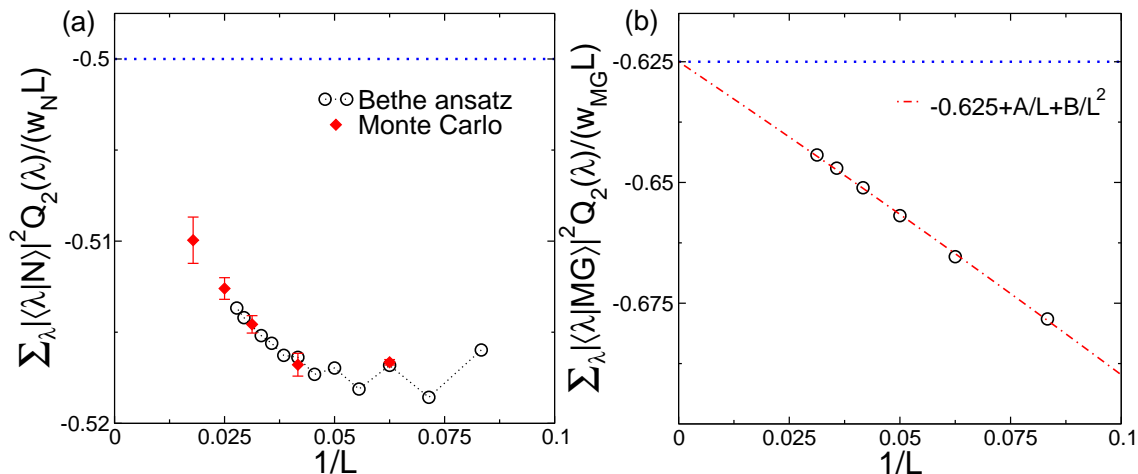 (a)
Σ_λ|⟨λ|N⟩|²Q₂(λ)/(w_N L)
-0.5
-0.51
-0.52
Bethe ansatz
Monte Carlo
0 0.025 0.05 0.075 0.1
1/L
(b)
Σ_λ|⟨λ|MG⟩|²Q₂(λ)/(w_MG L)
-0.625
-0.65
-0.675
-0.625+A/L+B/L²
0 0.025 0.05 0.075 0.1
1/L